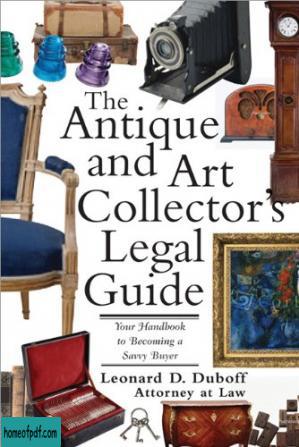 The
Antique
and Art
Collector's
Legal
Guide
Your Handbook
to Becoming a
Savvy Buyer
Leonard D. Duboff
Attorney at Law
homeofpdf.com